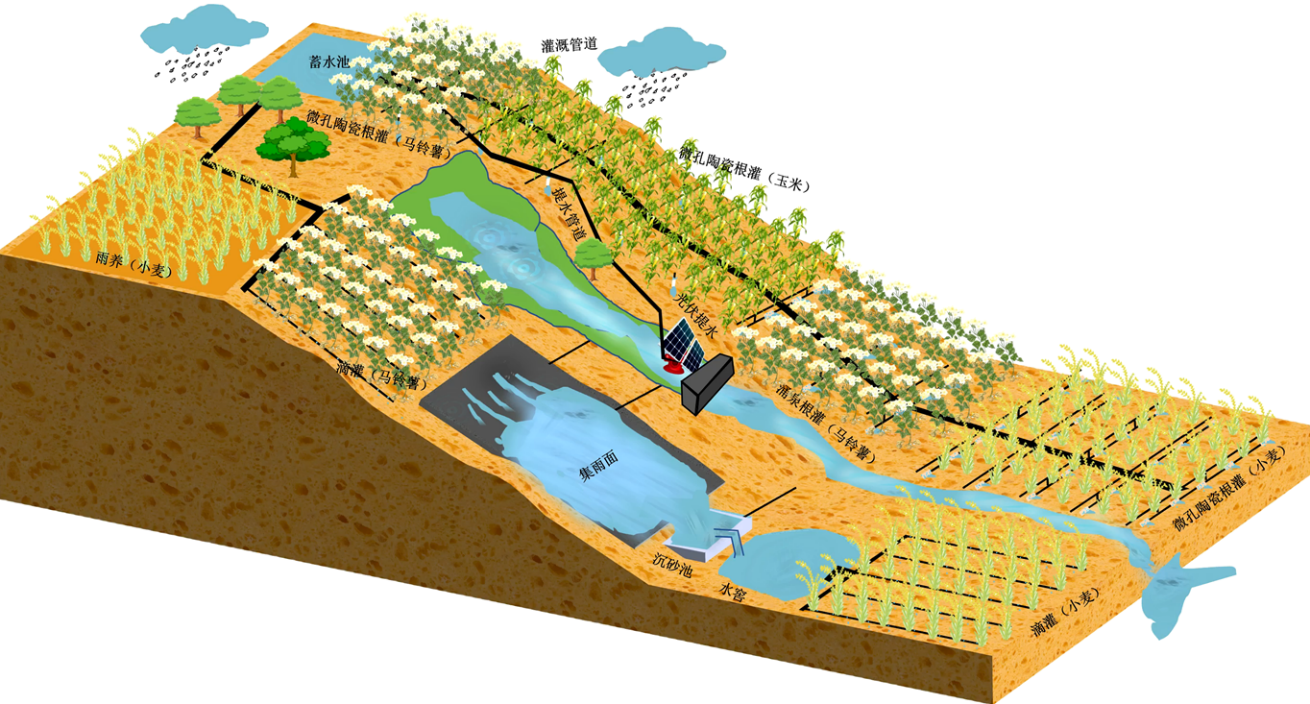 灌溉管道
蓄水池
微孔陶瓷根灌（马铃薯）
微孔陶瓷根灌（玉米）
提水管道
雨养（小麦）
光伏提水
滴灌（马铃薯）
涌泉根灌（马铃薯）
集雨面
微孔陶瓷根灌（小麦）
沉砂池
水窖
滴灌（小麦）